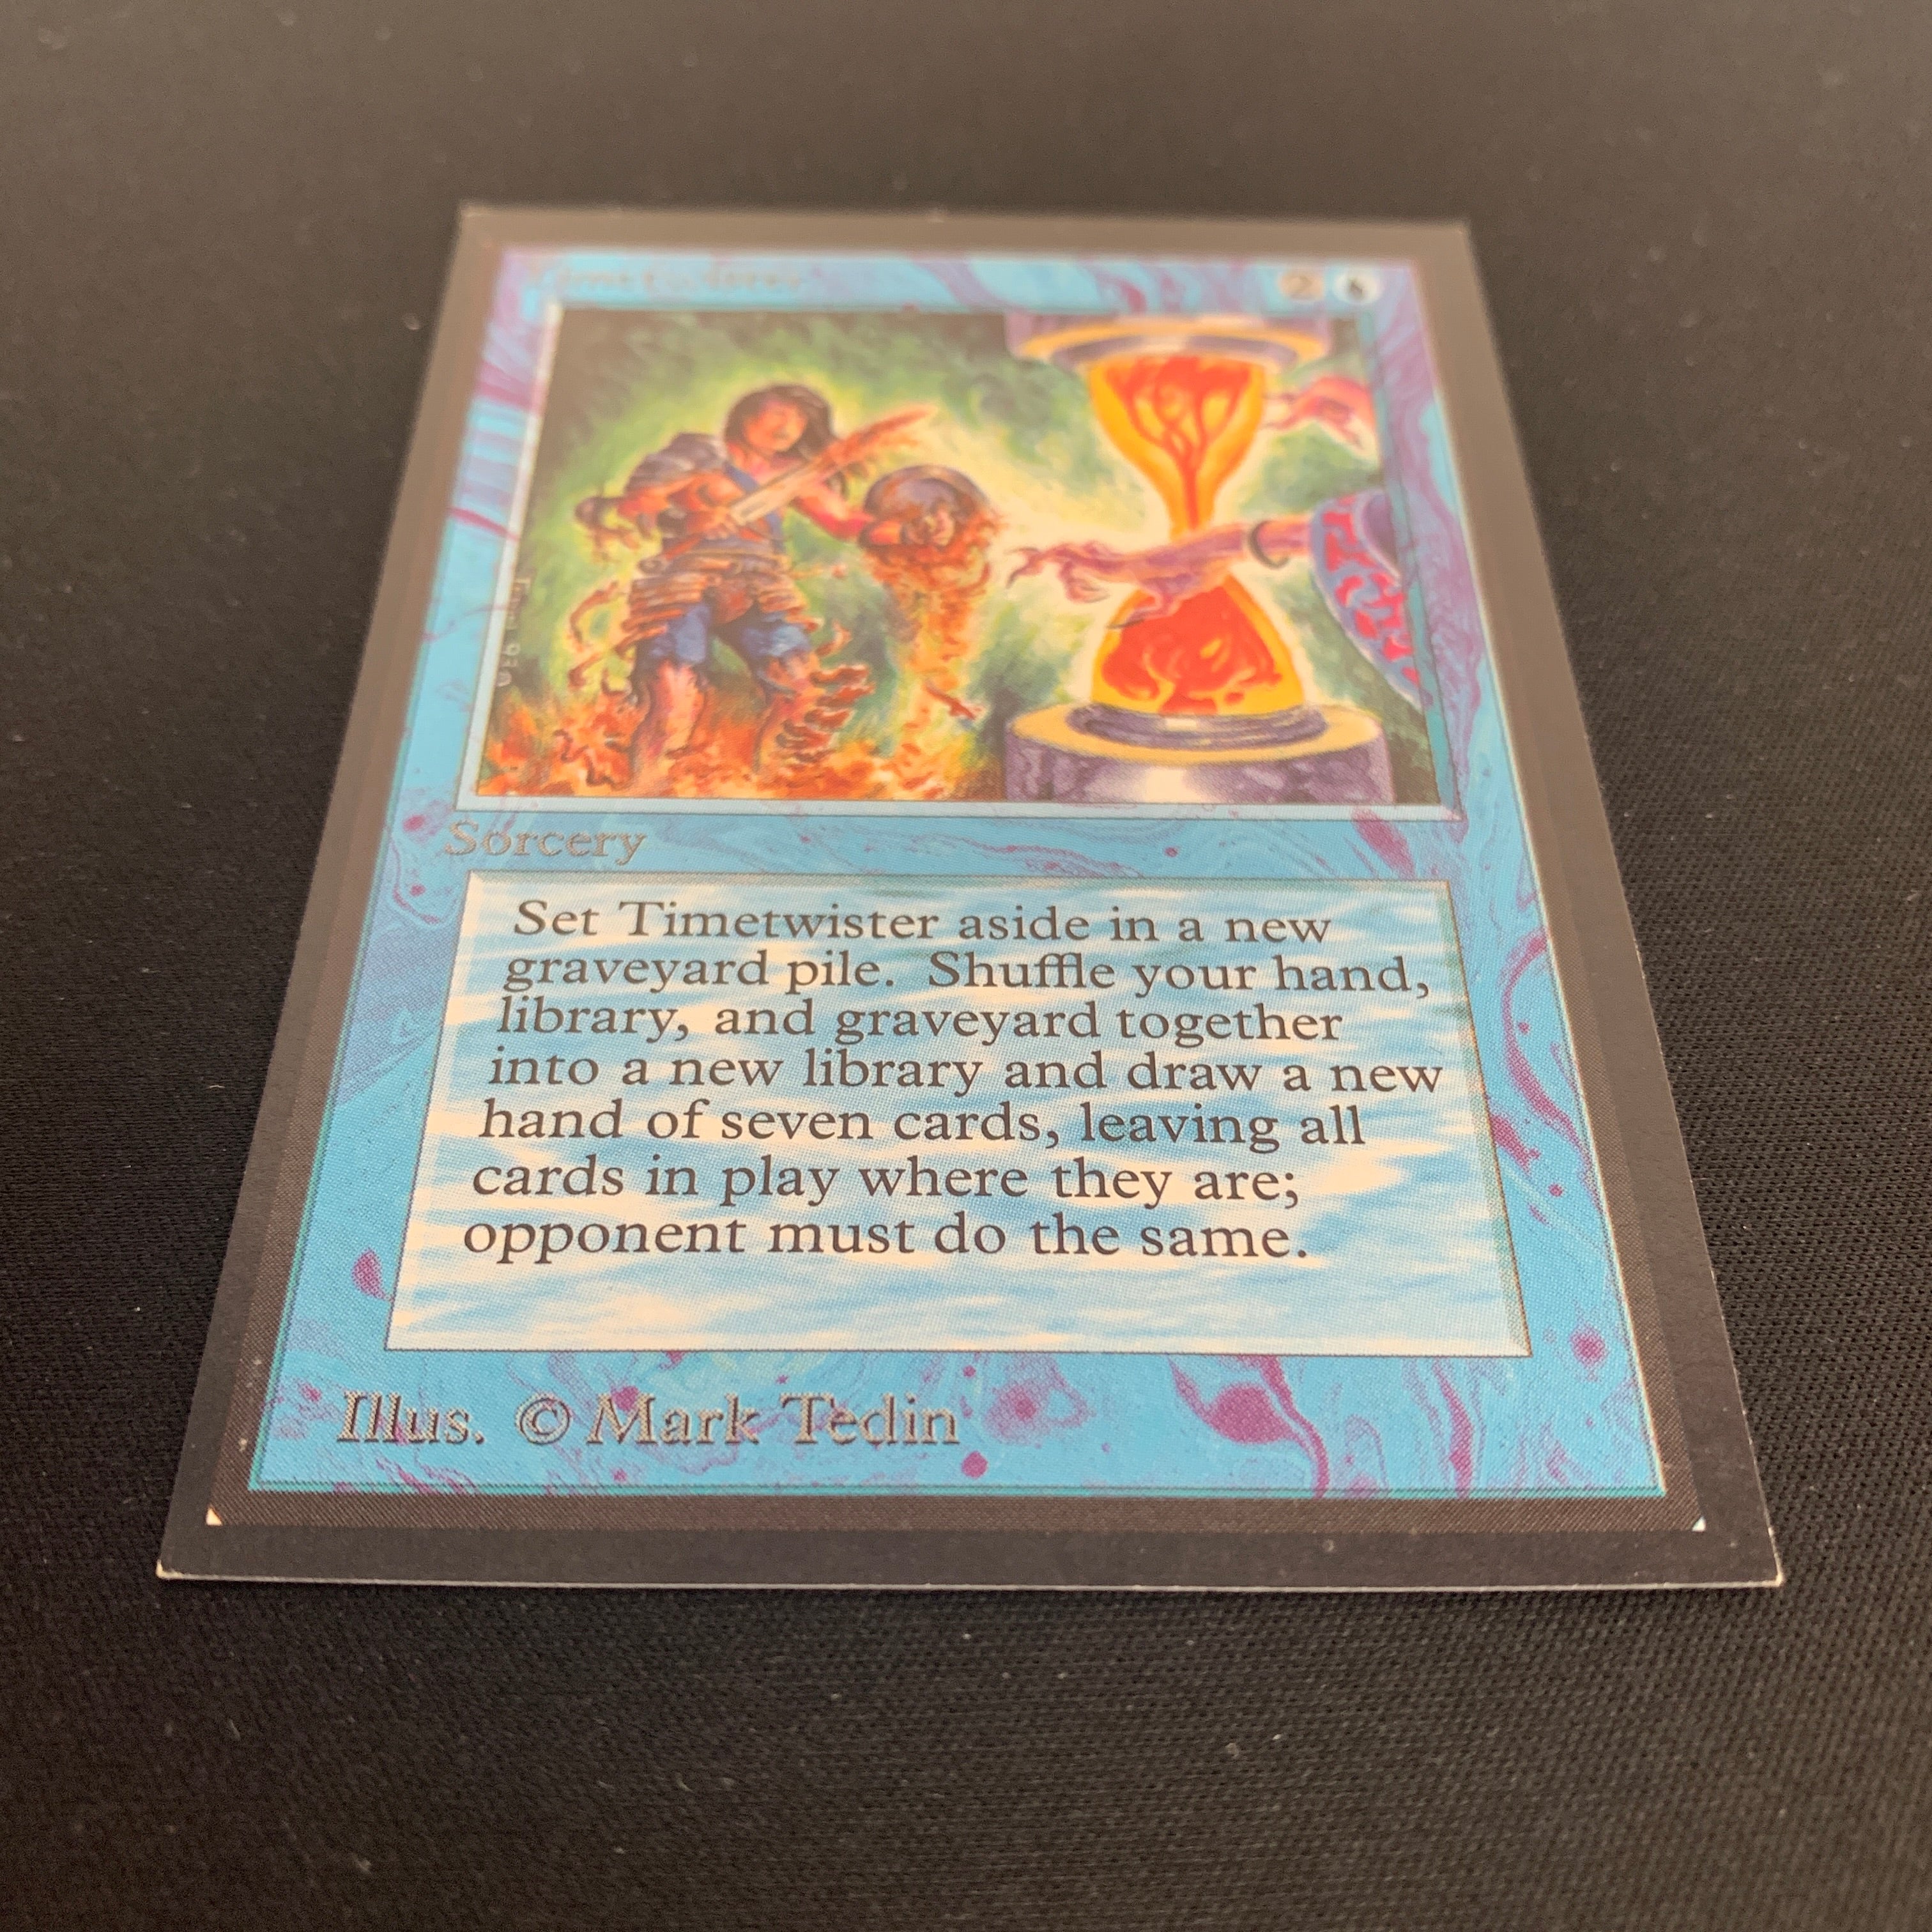 Timetwister
2
Sorcery
Set Timetwister aside in a new
graveyard pile. Shuffle your hand,
library, and graveyard together
into a new library and draw a new
hand of seven cards, leaving all
cards in play where they are;
opponent must do the same.
Illus. © Mark Tedin